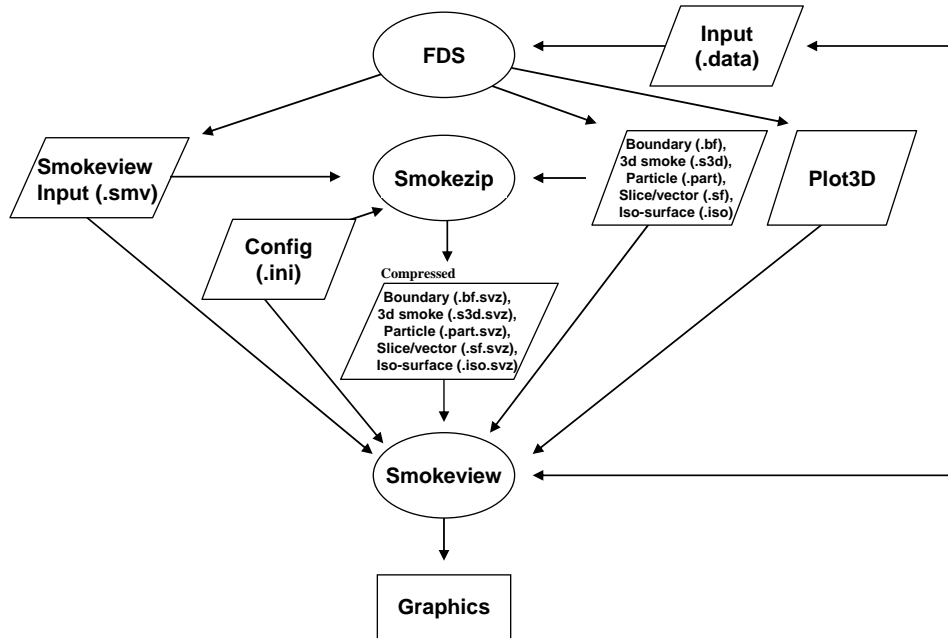 FDS
Input
(.data)
Smokeview
Input (.smv)
Smokezip
Boundary (.bf),
3d smoke (.s3d),
Particle (.part),
Slice/vector (.sf),
Iso-surface (.iso)
Plot3D
Config
(.ini)
Compressed
Boundary (.bf.svz),
3d smoke (.s3d.svz),
Particle (.part.svz),
Slice/vector (.sf.svz),
Iso-surface (.iso.svz)
Smokeview
Graphics